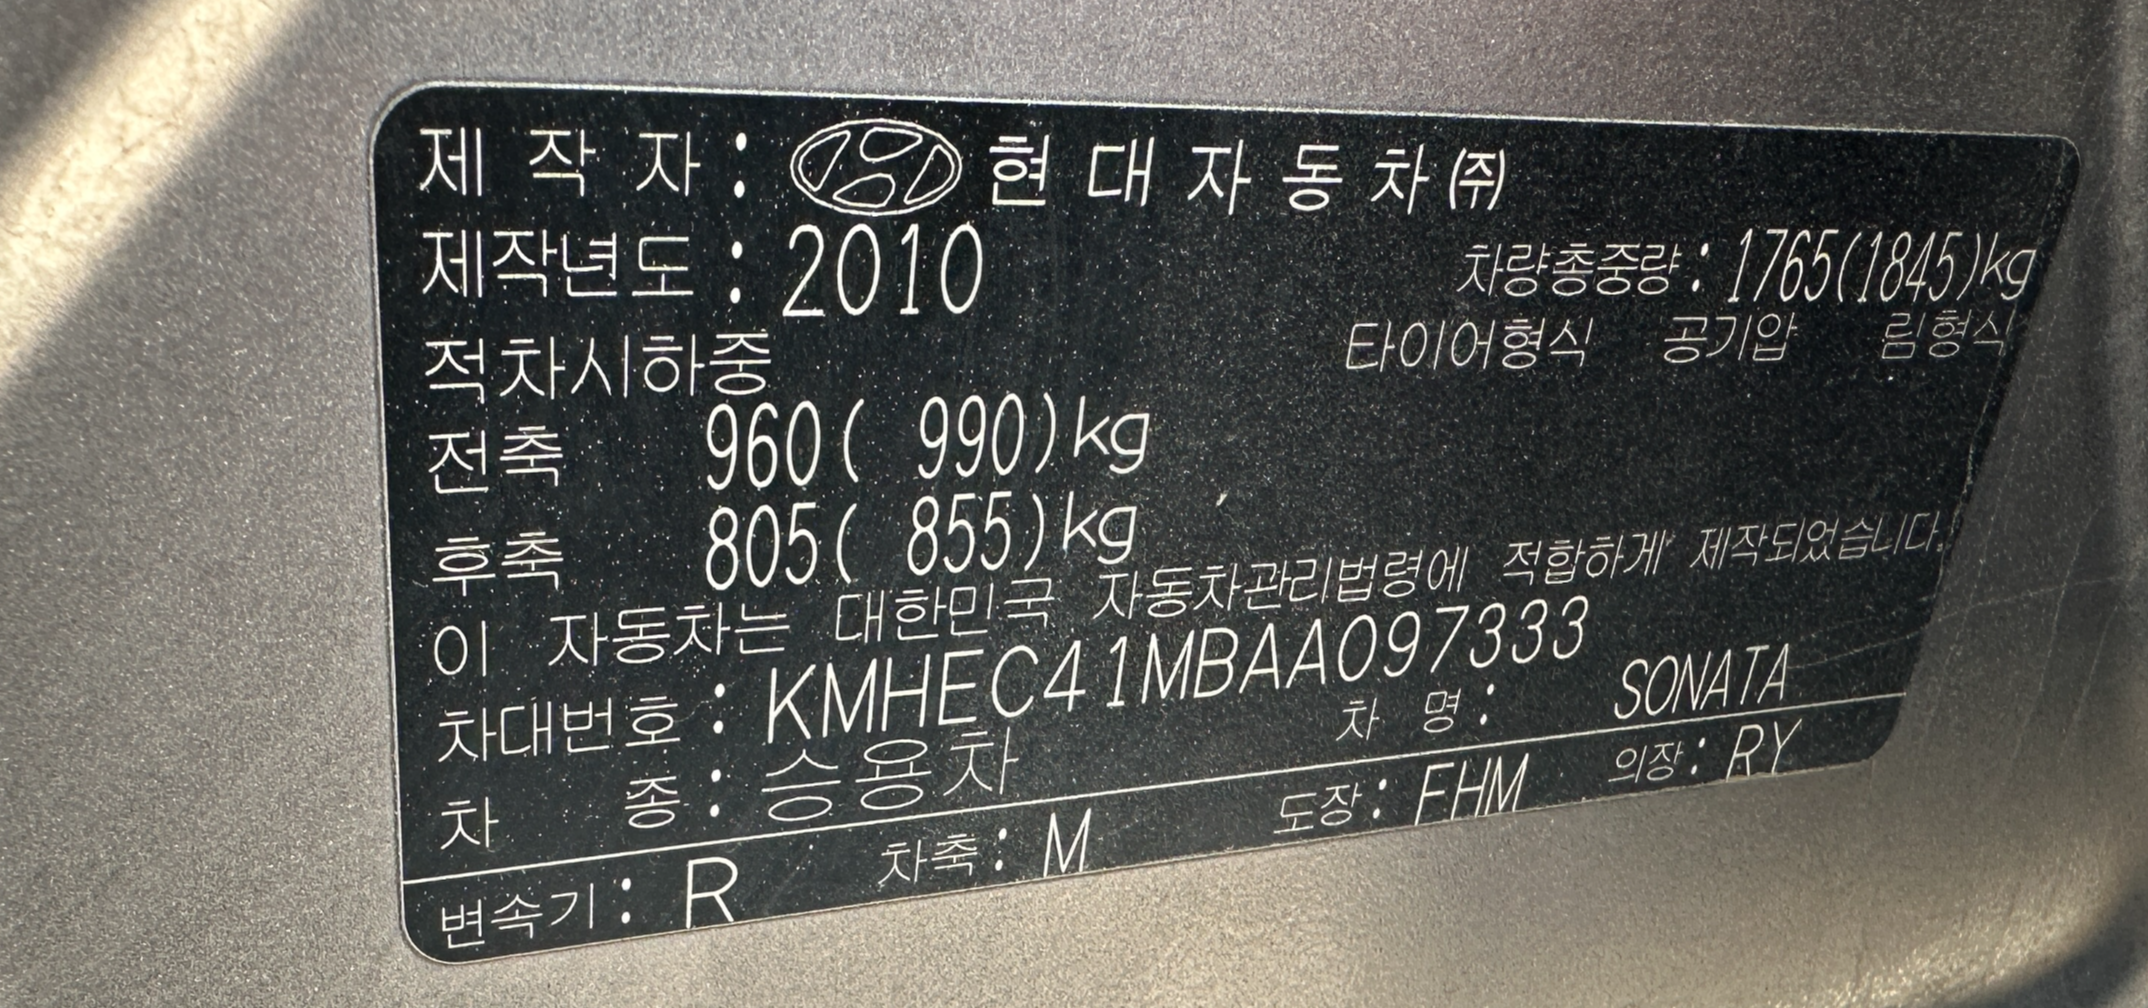 제 작 자 : 현 대 자 동 차 ㈜
제작년도 : 2010
차량총중량 : 1765(1845)kg
적차시하중
타이어형식 공기압 림형식
전축 960( 990)kg
후축 805( 855)kg
이 자동차는 대한민국 자동차관리법령에 적합하게 제작되었습니다.
차대번호 : KMHEC41MBAA097333
차 종 : 승용차 차 명 : SONATA
변속기 : R 차축 : M 도장 : FHM 의장 : RY